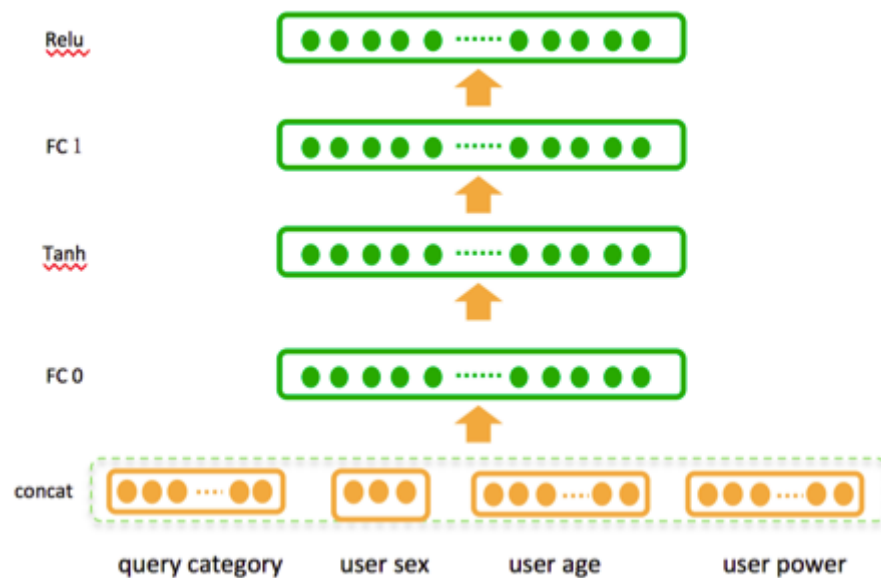 Relu
FC 1
Tanh
FC 0
concat
query category user sex user age user power